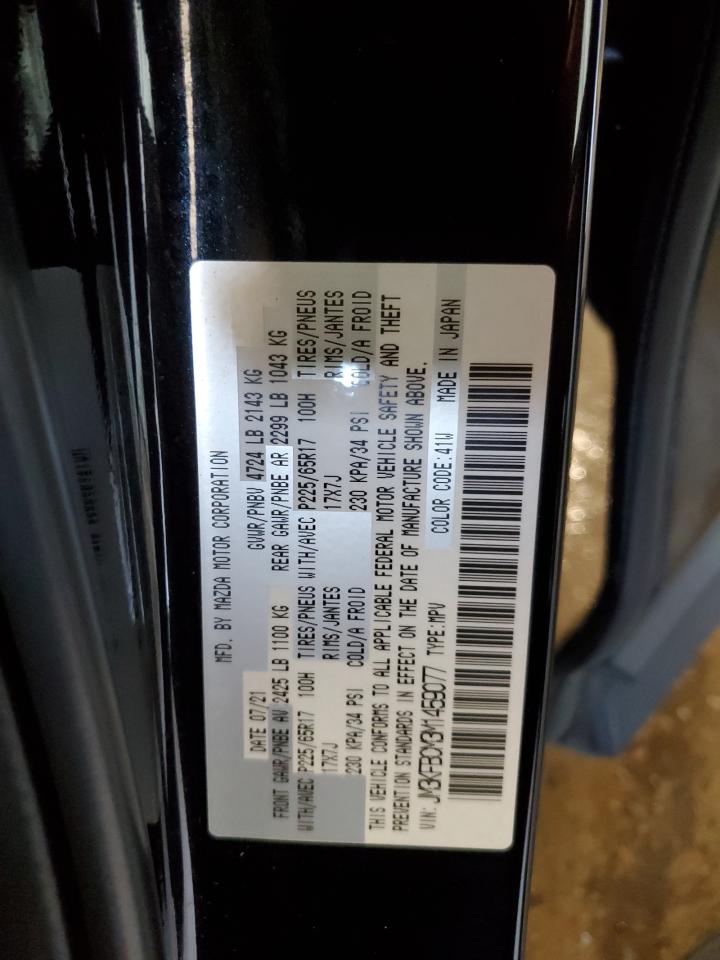 MFD. BY MAZDA MOTOR CORPORATION
DATE 07/21 GVWR/PNBV 4724 LB 2143 KG
FRONT GAWR/PNBE AV 2425 LB 1100 KG REAR GAWR/PNBE AR 2299 LB 1043 KG
WITH/AVEC P225/65R17 100H TIRES/PNEUS WITH/AVEC P225/65R17 100H TIRES/PNEUS
17X7J RIMS/JANTES 17X7J RIMS/JANTES
230 KPA/34 PSI COLD/A FROID 230 KPA/34 PSI COLD/A FROID
THIS VEHICLE CONFORMS TO ALL APPLICABLE FEDERAL MOTOR VEHICLE SAFETY AND THEFT
PREVENTION STANDARDS IN EFFECT ON THE DATE OF MANUFACTURE SHOWN ABOVE.
VIN: JM3KFBCM3M1459077 TYPE:MPV COLOR CODE:41W MADE IN JAPAN